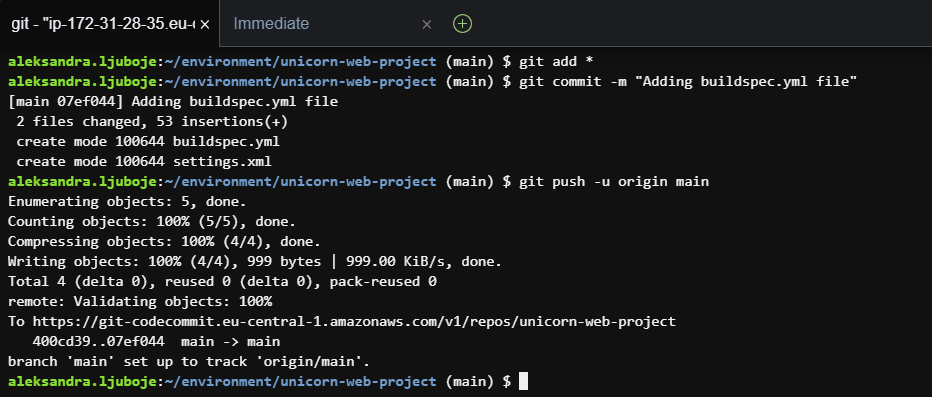 git - "ip-172-31-28-35.eu-
Immediate
aleksandra.ljuboje:~/environment/unicorn-web-project (main) $ git add *
aleksandra.ljuboje:~/environment/unicorn-web-project (main) $ git commit -m "Adding buildspec.yml file"
[main 07ef044] Adding buildspec.yml file
 2 files changed, 53 insertions(+)
 create mode 100644 buildspec.yml
 create mode 100644 settings.xml
aleksandra.ljuboje:~/environment/unicorn-web-project (main) $ git push -u origin main
Enumerating objects: 5, done.
Counting objects: 100% (5/5), done.
Compressing objects: 100% (4/4), done.
Writing objects: 100% (4/4), 999 bytes | 999.00 KiB/s, done.
Total 4 (delta 0), reused 0 (delta 0), pack-reused 0
remote: Validating objects: 100%
To https://git-codecommit.eu-central-1.amazonaws.com/v1/repos/unicorn-web-project
   400cd39..07ef044  main -> main
branch 'main' set up to track 'origin/main'.
aleksandra.ljuboje:~/environment/unicorn-web-project (main) $